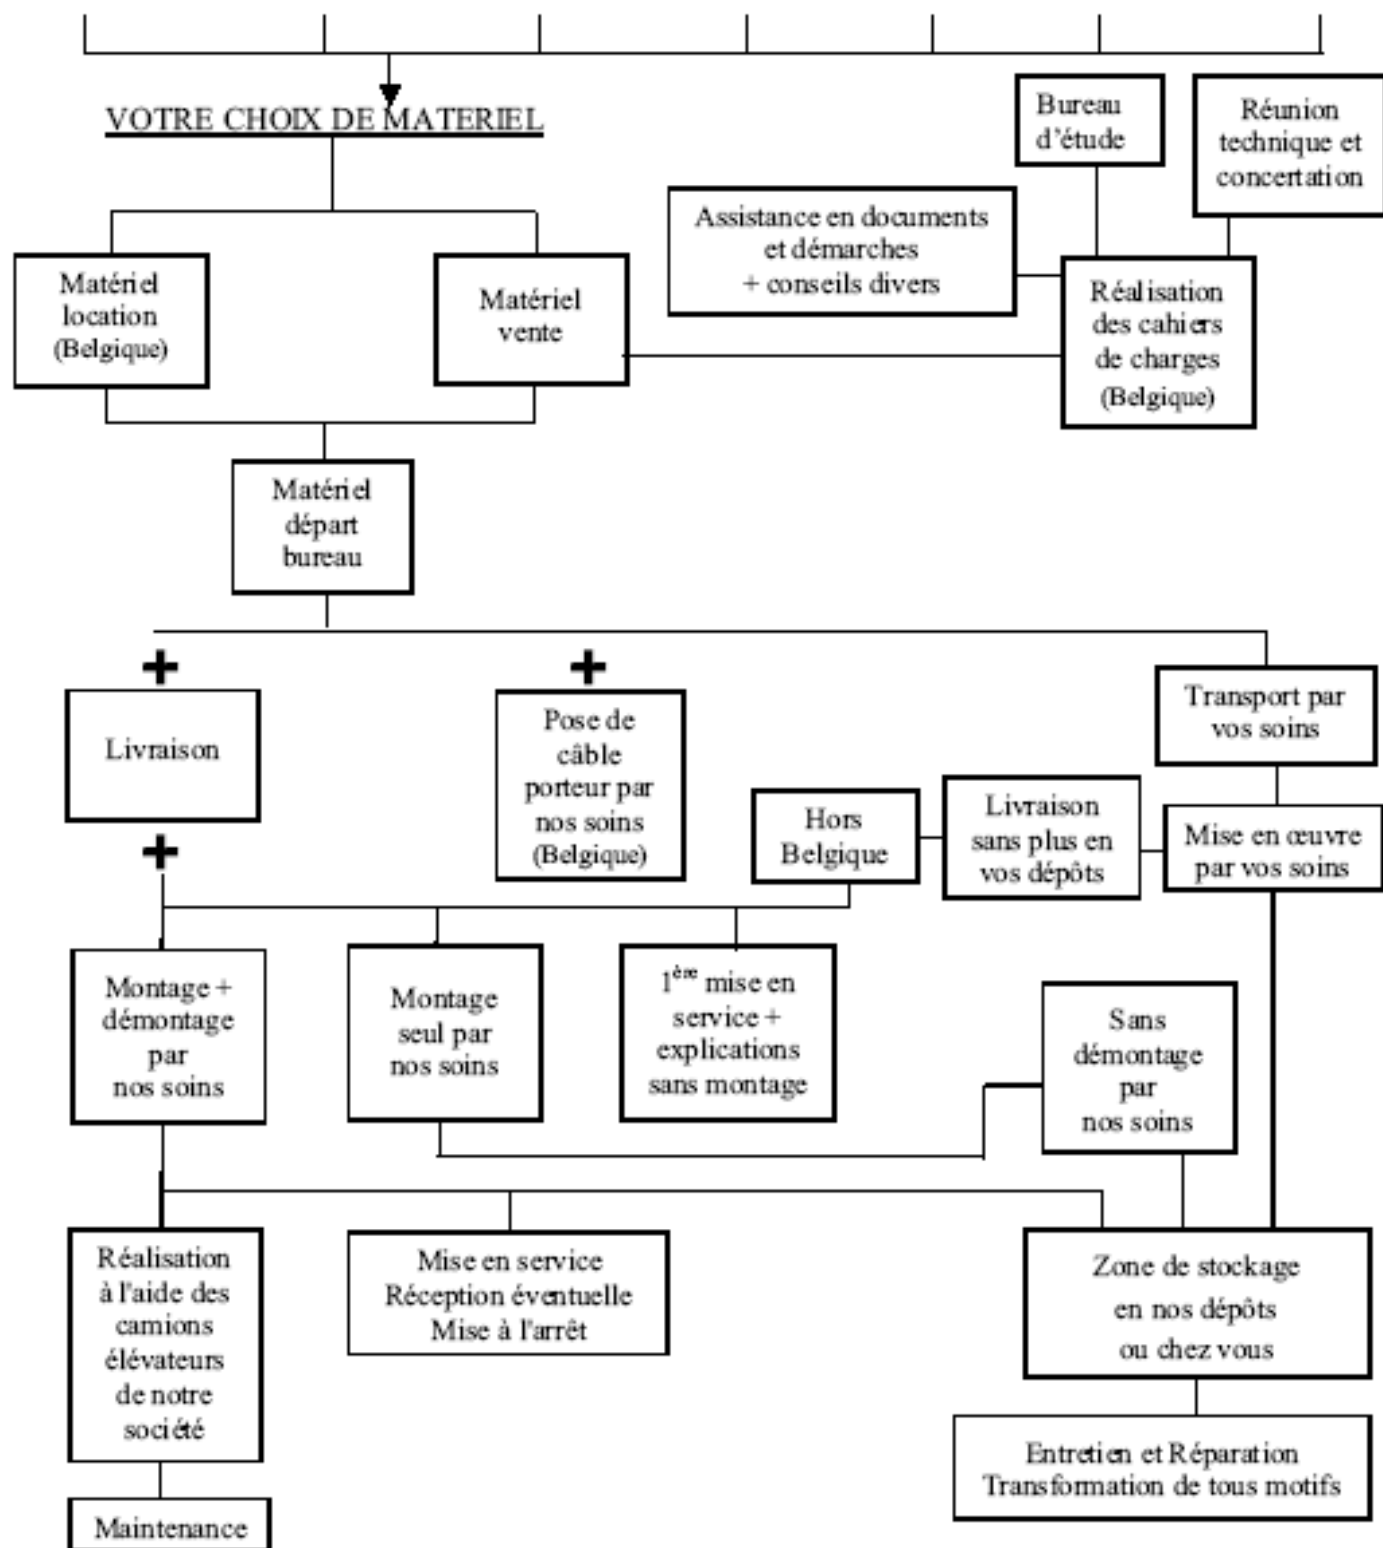 VOTRE CHOIX DE MATERIEL
Bureau
d'étude
Réunion
technique et
concertation
Assistance en documents
et démarches
+ conseils divers
Matériel
location
(Belgique)
Matériel
vente
Réalisation
des cahiers
de charges
(Belgique)
Matériel
départ
bureau
+
Livraison
+
+
Pose de
câble
porteur par
nos soins
(Belgique)
Transport par
vos soins
Hors
Belgique
Livraison
sans plus en
vos dépôts
Mise en œuvre
par vos soins
Montage +
démontage
par
nos soins
Montage
seul par
nos soins
1ère mise en
service +
explications
sans montage
Sans
démontage
par
nos soins
Réalisation
à l'aide des
camions
élévateurs
de notre
société
Mise en service
Réception éventuelle
Mise à l'arrêt
Zone de stockage
en nos dépôts
ou chez vous
Entretien et Réparation
Transformation de tous motifs
Maintenance